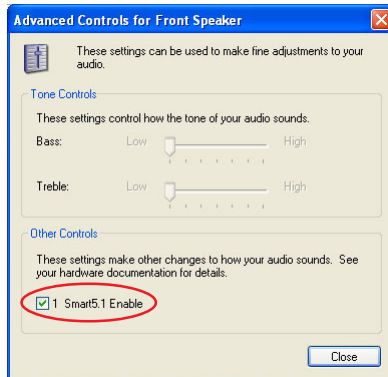 Advanced Controls for Front Speaker
These settings can be used to make fine adjustments to your
audio.
Tone Controls
These settings control how the tone of your audio sounds.
Bass: Low High
Treble: Low High
Other Controls
These settings make other changes to how your audio sounds. See
your hardware documentation for details.
1 Smart5.1 Enable
Close